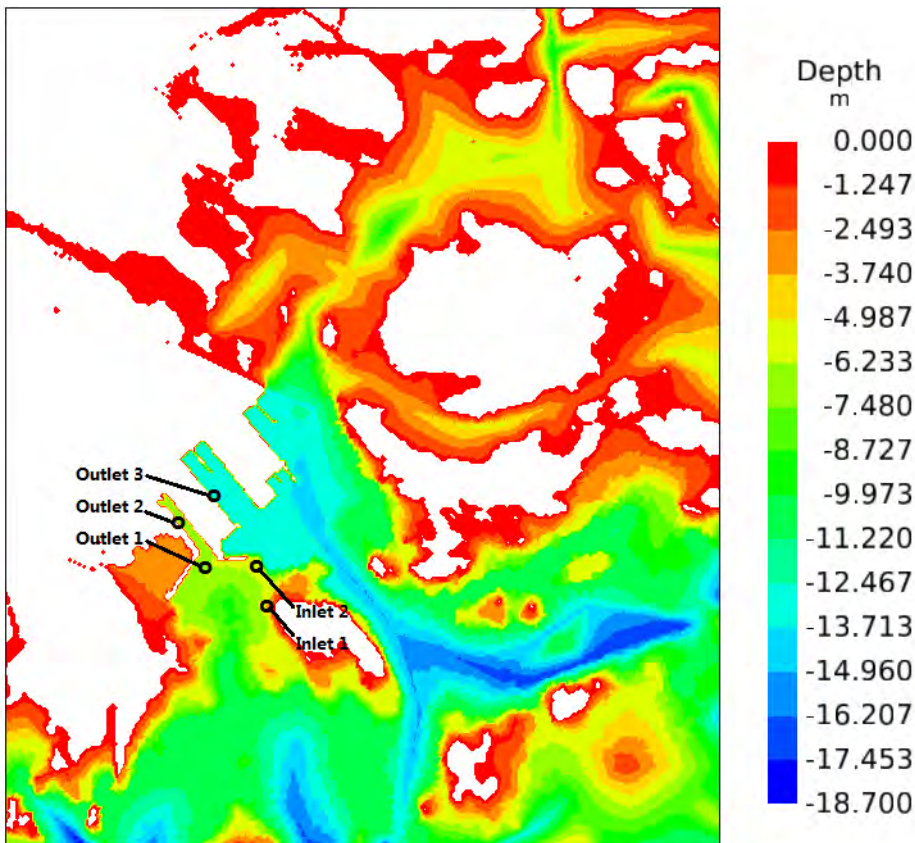 Depth
m
0.000
-1.247
-2.493
-3.740
-4.987
-6.233
-7.480
-8.727
-9.973
-11.220
-12.467
-13.713
-14.960
-16.207
-17.453
-18.700
Outlet 3
Outlet 2
Outlet 1
Inlet 2
Inlet 1